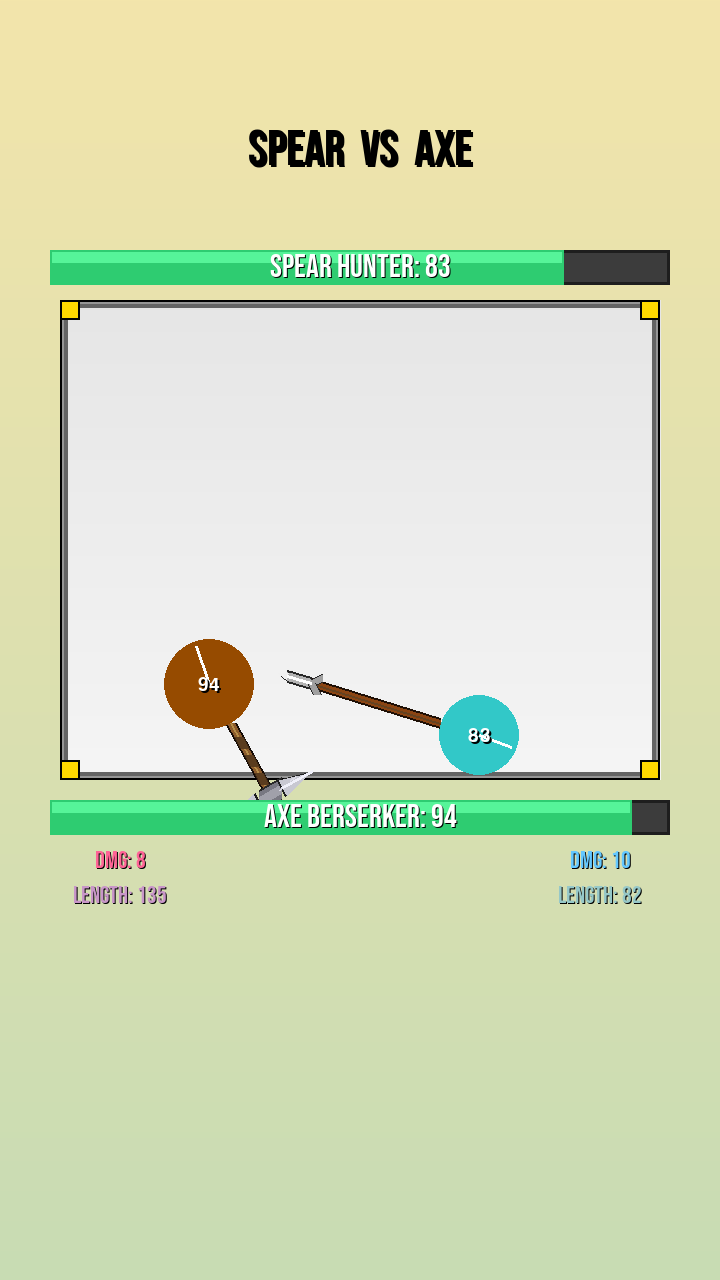 SPEAR VS AXE
SPEAR HUNTER: 83
94
83
AXE BERSERKER: 94
DMG: 8
DMG: 10
LENGTH: 135
LENGTH: 82